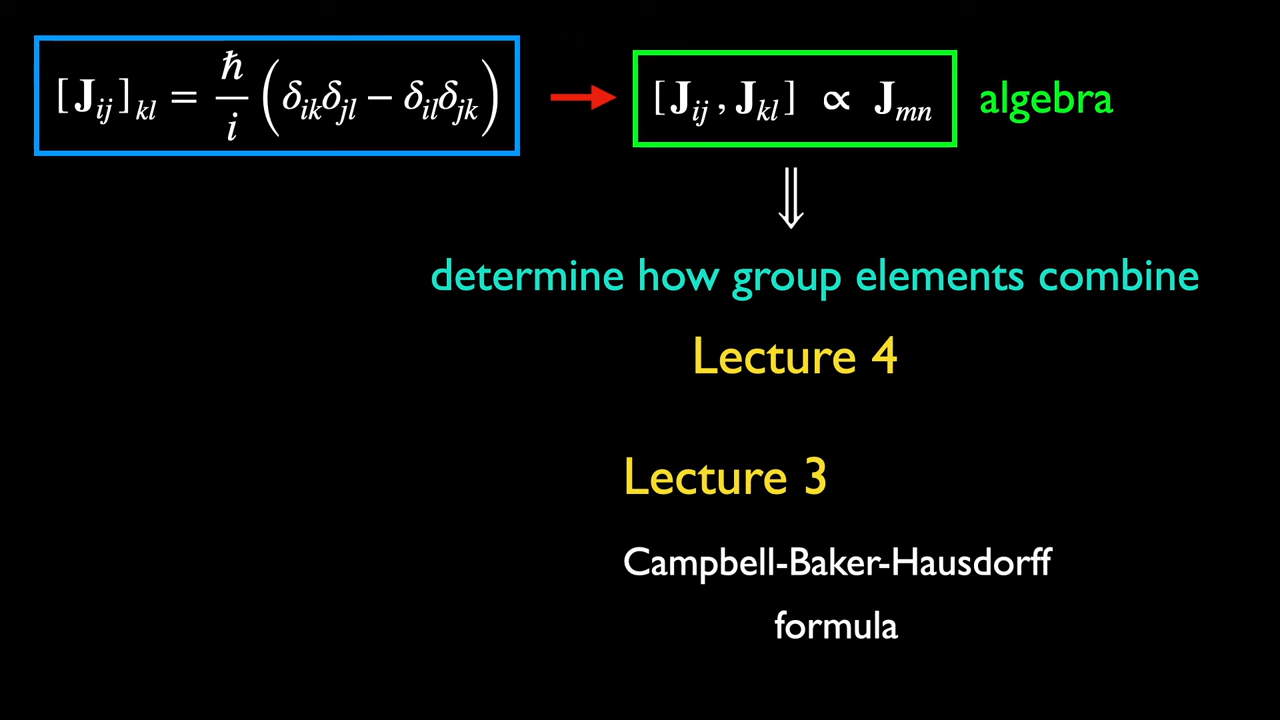 [J_ij]_kl = ħ/i (δ_ik δ_jl − δ_il δ_jk) → [J_ij , J_kl] ∝ J_mn algebra
⇓
determine how group elements combine
Lecture 4
Lecture 3
Campbell-Baker-Hausdorff
formula